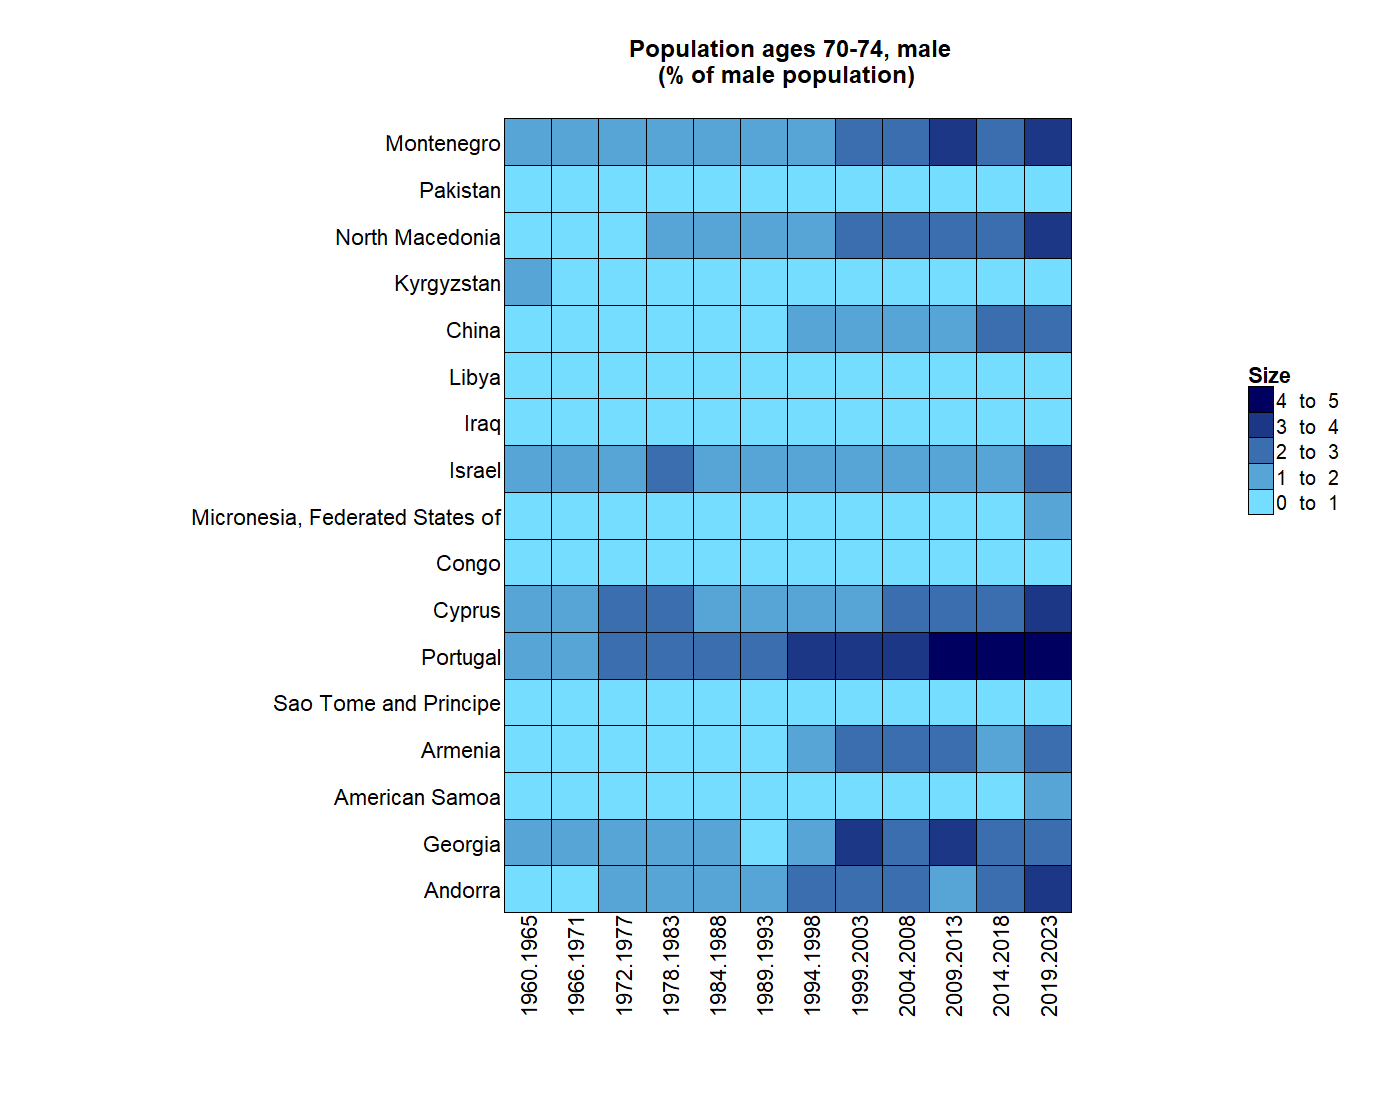 Population ages 70-74, male
(% of male population)
Montenegro
Pakistan
North Macedonia
Kyrgyzstan
China
Libya
Iraq
Israel
Micronesia, Federated States of
Congo
Cyprus
Portugal
Sao Tome and Principe
Armenia
American Samoa
Georgia
Andorra
1960.1965
1966.1971
1972.1977
1978.1983
1984.1988
1989.1993
1994.1998
1999.2003
2004.2008
2009.2013
2014.2018
2019.2023
Size
4 to 5
3 to 4
2 to 3
1 to 2
0 to 1